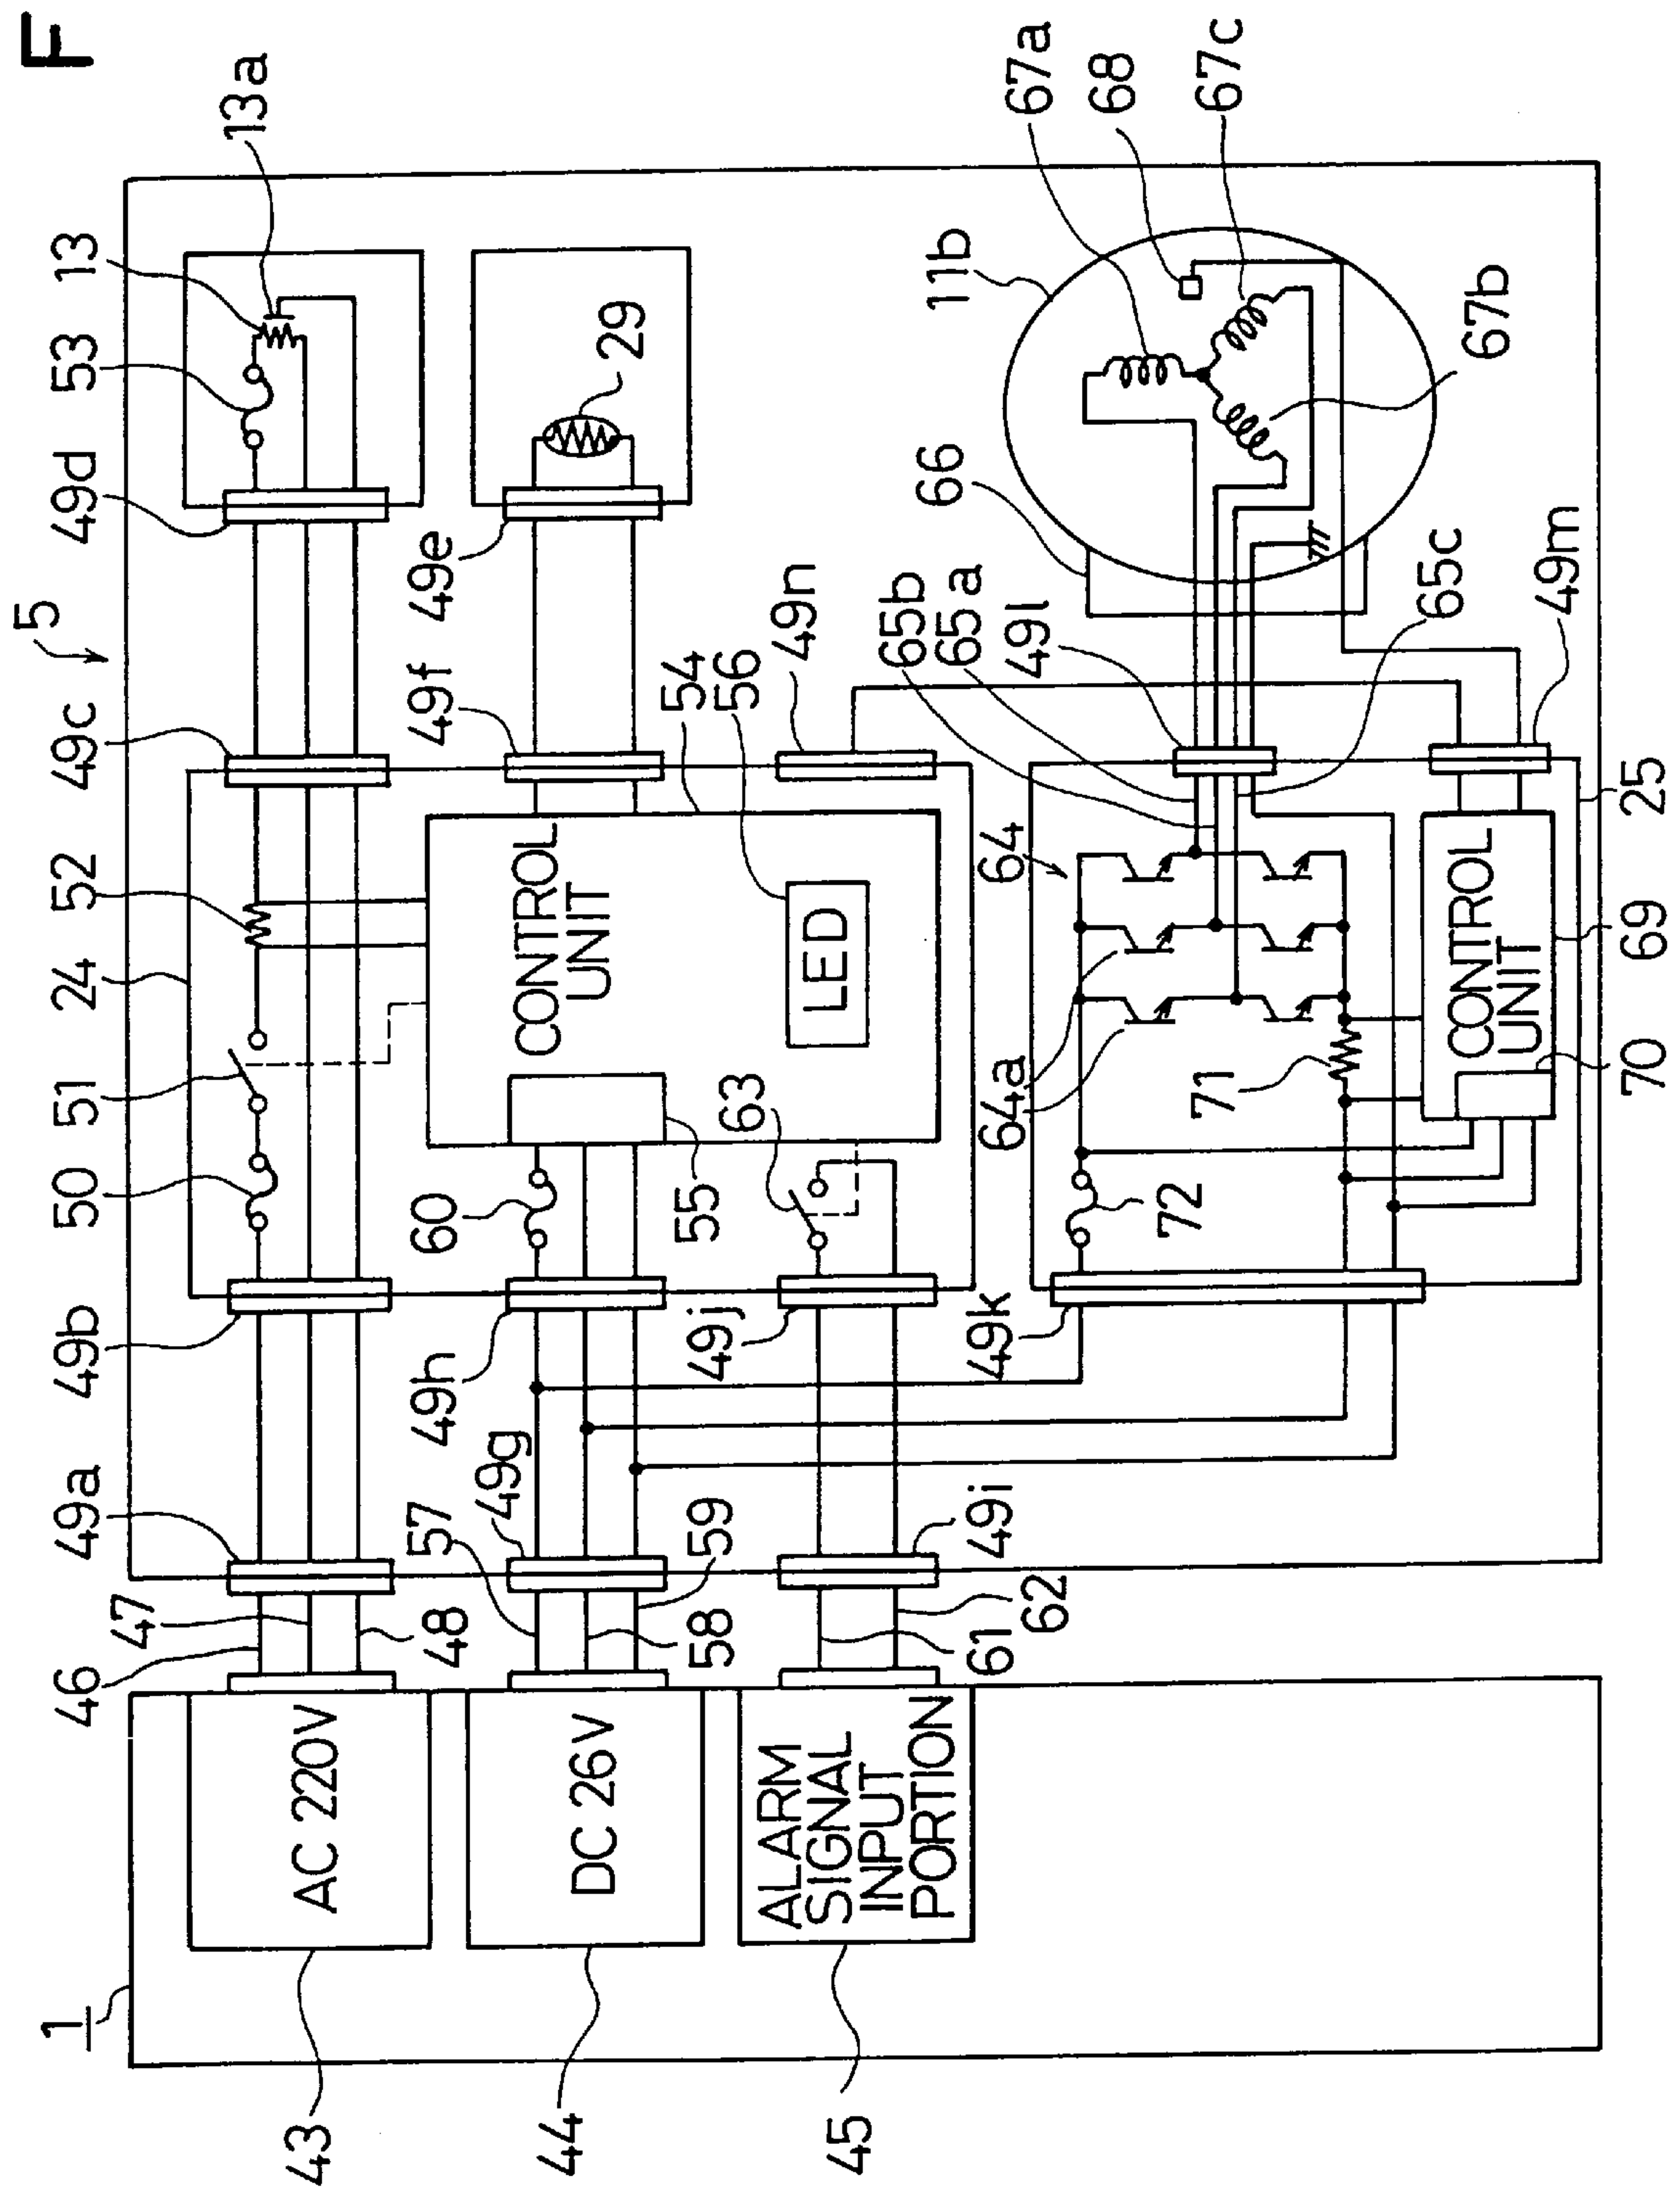 F
5
13a
13
53
49d
49c
52
24
51
50
49b
49a
47
46
48
1
AC 220V
43
29
49e
49f
54
56
49n
CONTROL
UNIT
LED
63
60
55
49h
49j
49g
57
59
58
49i
62
61
DC 26V
44
ALARM
SIGNAL
INPUT
PORTION
45
67a
68
67c
11b
67b
66
65b
65a
49l
65c
49m
64
25
64a
71
CONTROL
UNIT
69
70
72
49k